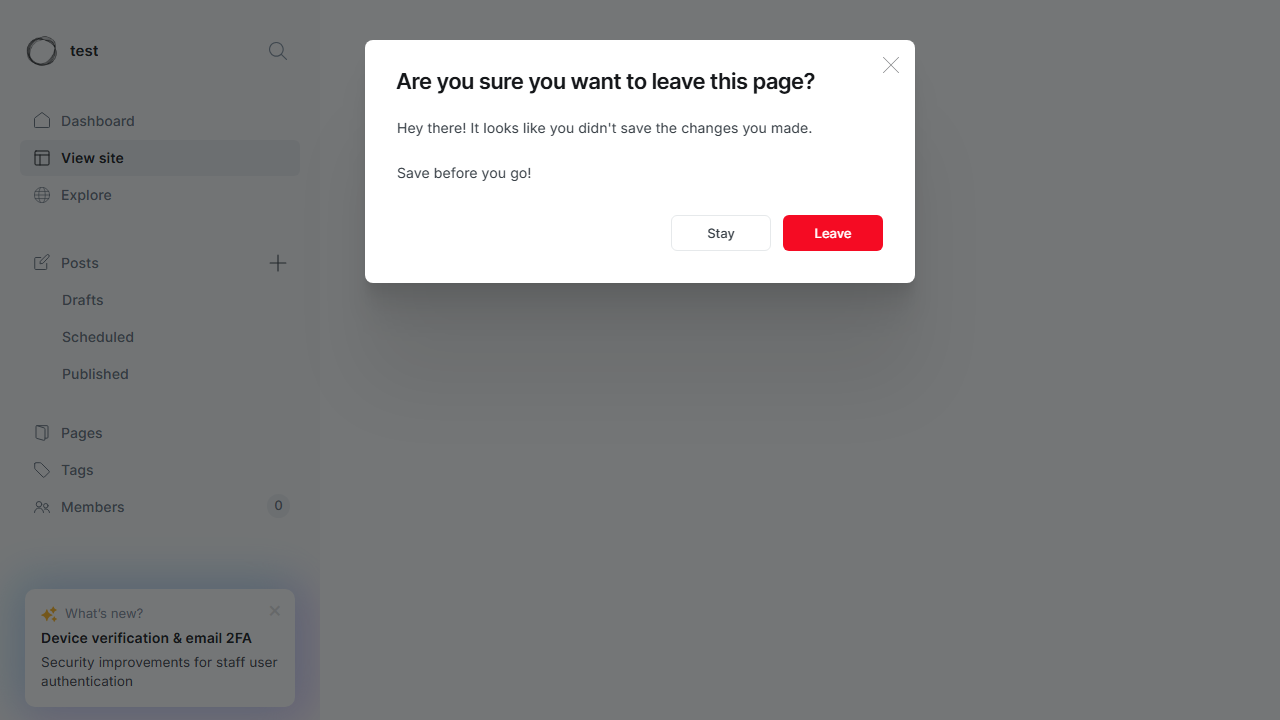 test
Dashboard
View site
Explore
Posts
Drafts
Scheduled
Published
Pages
Tags
Members
0
What's new?
Device verification & email 2FA
Security improvements for staff user
authentication
Are you sure you want to leave this page?
Hey there! It looks like you didn't save the changes you made.
Save before you go!
Stay
Leave